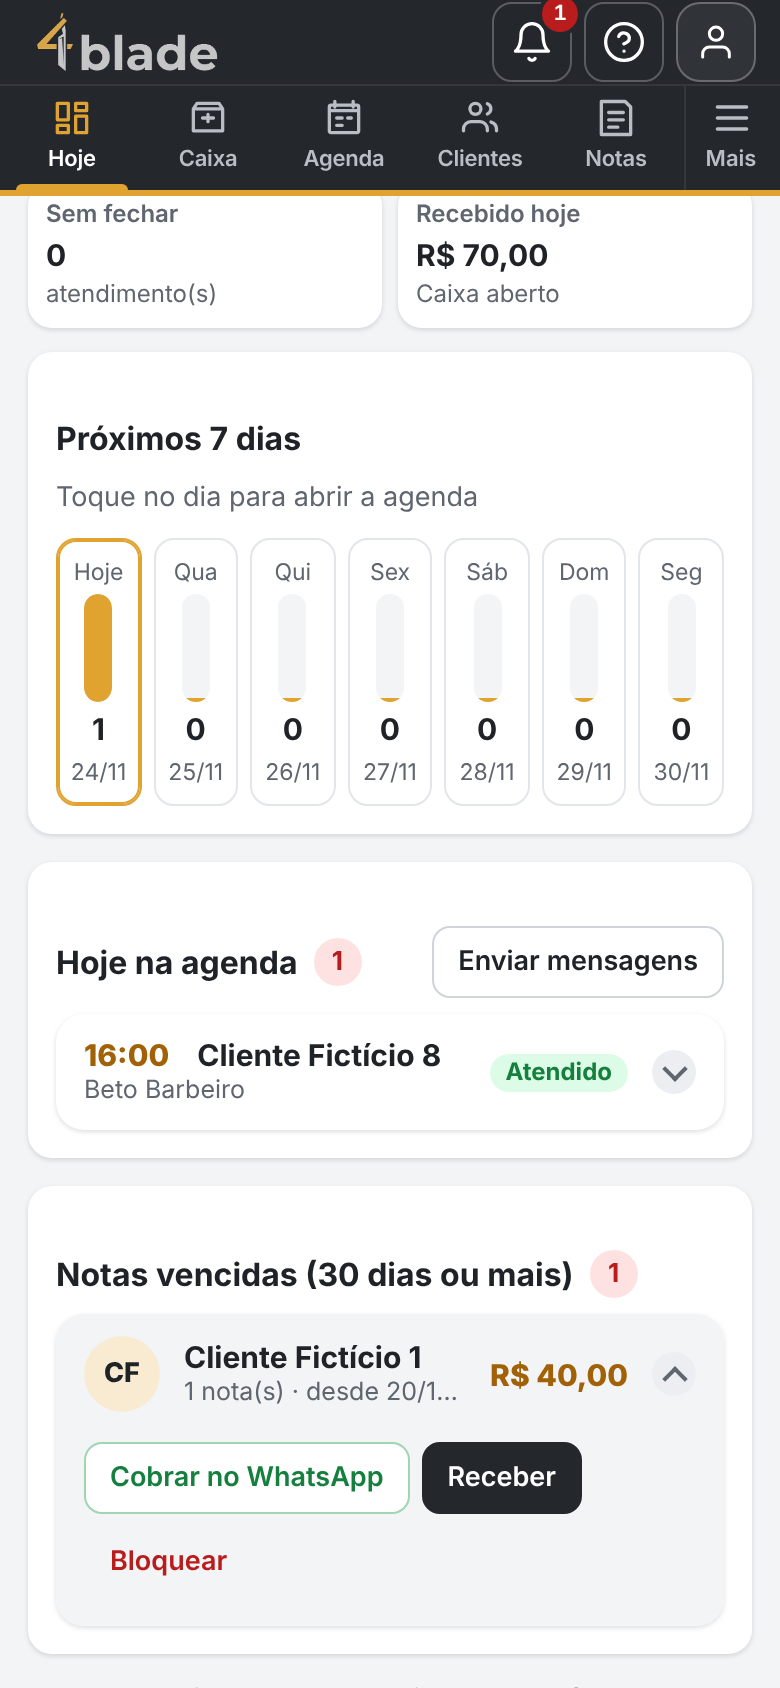 4blade
1
Hoje
Caixa
Agenda
Clientes
Notas
Mais
Sem fechar
0
atendimento(s)
Recebido hoje
R$ 70,00
Caixa aberto
Próximos 7 dias
Toque no dia para abrir a agenda
Hoje
1
24/11
Qua
0
25/11
Qui
0
26/11
Sex
0
27/11
Sáb
0
28/11
Dom
0
29/11
Seg
0
30/11
Hoje na agenda 1
Enviar mensagens
16:00 Cliente Fictício 8
Beto Barbeiro
Atendido
Notas vencidas (30 dias ou mais) 1
CF
Cliente Fictício 1
1 nota(s) · desde 20/1...
R$ 40,00
Cobrar no WhatsApp
Receber
Bloquear